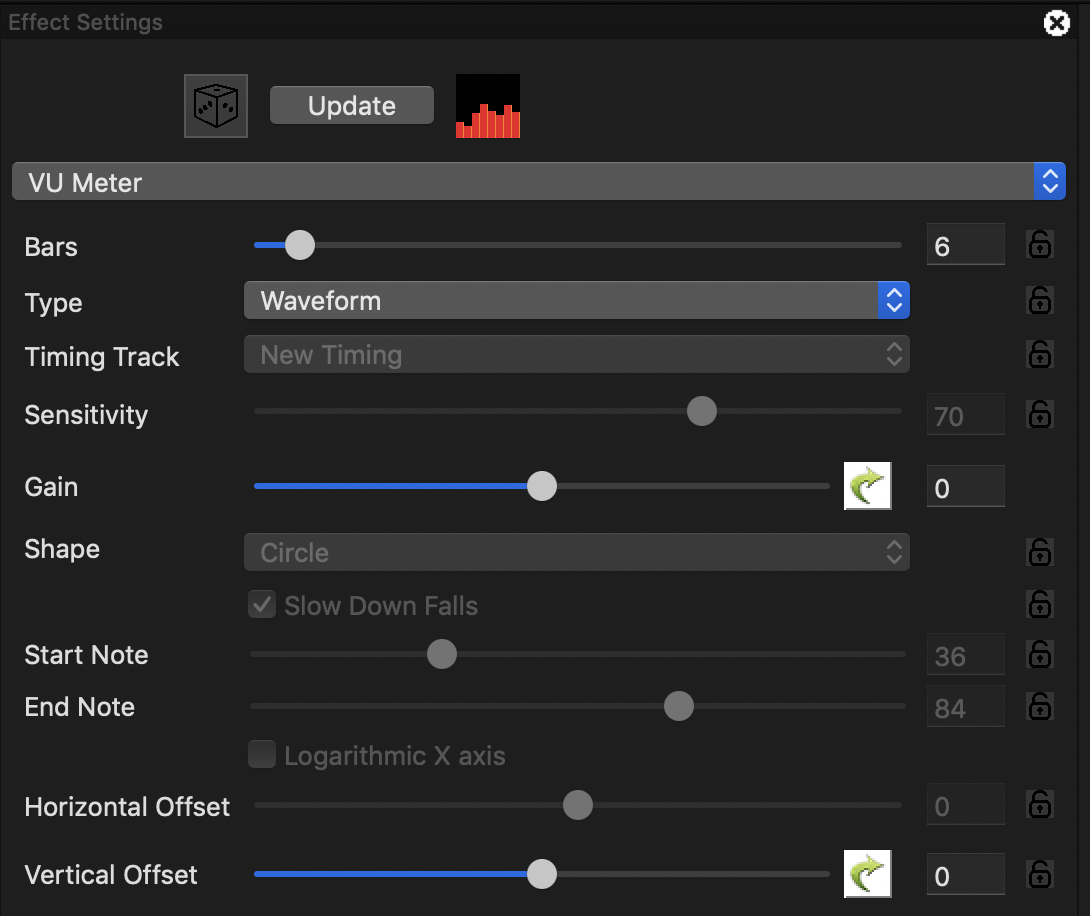 Effect Settings
Update
VU Meter
Bars 6
Type Waveform
Timing Track New Timing
Sensitivity 70
Gain 0
Shape Circle
Slow Down Falls
Start Note 36
End Note 84
Logarithmic X axis
Horizontal Offset 0
Vertical Offset 0